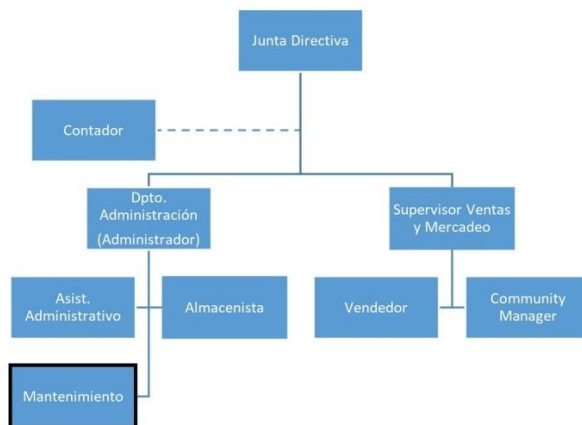 Junta Directiva
Contador
Dpto.
Administración
(Administrador)
Supervisor Ventas
y Mercadeo
Asist.
Administrativo
Almacenista
Vendedor
Community
Manager
Mantenimiento